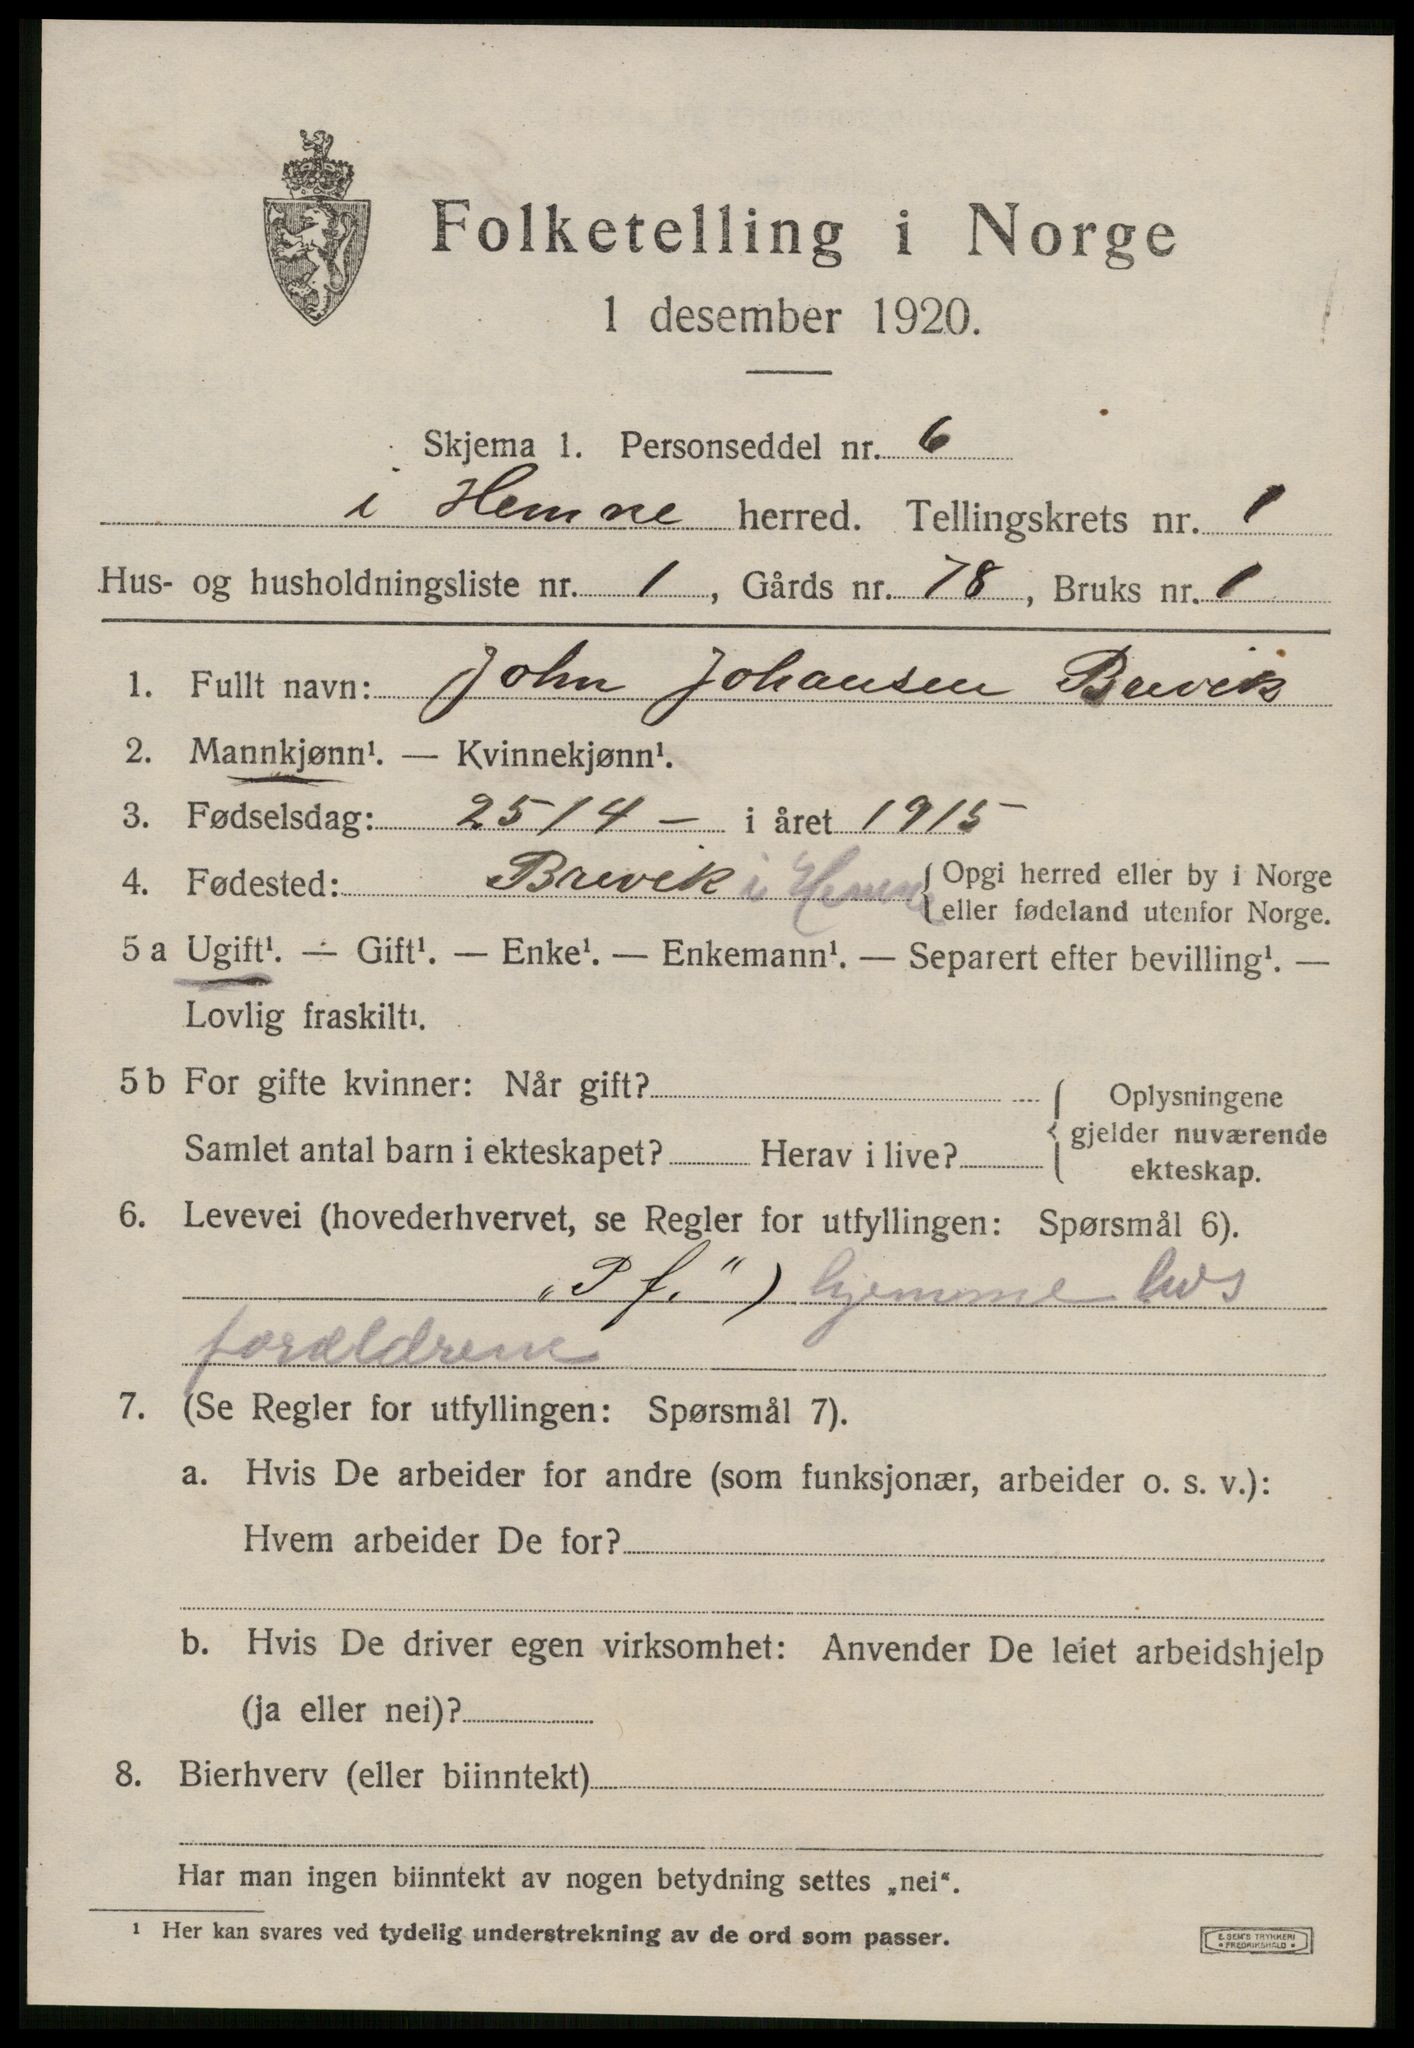 Folketelling i Norge
1 desember 1920.
Skjema 1. Personseddel nr. 6
i Hemne herred. Tellingskrets nr. 1
Hus- og husholdningsliste nr. 1, Gårds nr. 78, Bruks nr. 1
1. Fullt navn: John Johansen Brevik
2. Mannkjønn¹. — Kvinnekjønn¹.
3. Fødselsdag: 25/4 — i året 1915
4. Fødested: Brevik i Hemne { Opgi herred eller by i Norge
eller fødeland utenfor Norge.
5 a Ugift¹. — Gift¹. — Enke¹. — Enkemann¹. — Separert efter bevilling¹. —
Lovlig fraskilt¹.
5 b For gifte kvinner: Når gift? { Oplysningene
gjelder nuværende
Samlet antal barn i ekteskapet? Herav i live?
ekteskap.
6. Levevei (hovederhvervet, se Regler for utfyllingen: Spørsmål 6).
„P f.") hjemme hos
forældrene
7. (Se Regler for utfyllingen: Spørsmål 7).
a. Hvis De arbeider for andre (som funksjonær, arbeider o. s. v.):
Hvem arbeider De for?
b. Hvis De driver egen virksomhet: Anvender De leiet arbeidshjelp
(ja eller nei)?
8. Bierhverv (eller biinntekt)
Har man ingen biinntekt av nogen betydning settes „nei“.
¹ Her kan svares ved tydelig understrekning av de ord som passer.
E. SEM'S TRYKKERI
• FREDRIKSHALD •